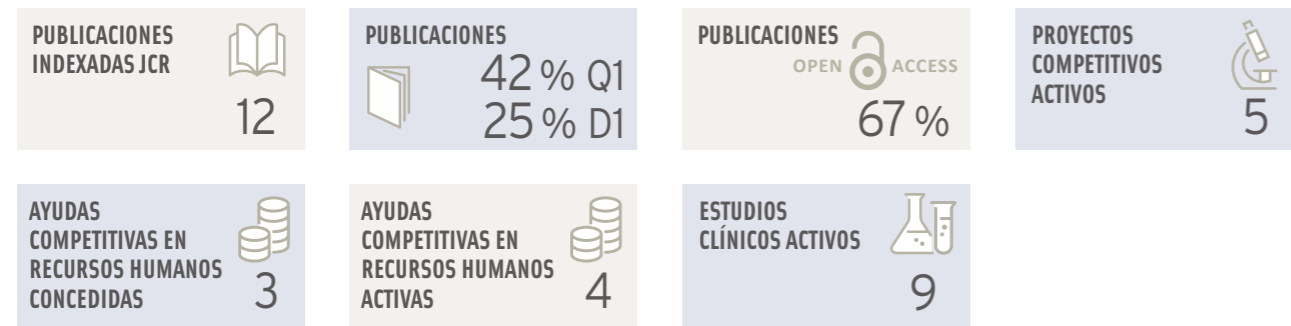 PUBLICACIONES
INDEXADAS JCR
12
PUBLICACIONES
42 % Q1
25 % D1
PUBLICACIONES
OPEN ACCESS
67 %
PROYECTOS
COMPETITIVOS
ACTIVOS
5
AYUDAS
COMPETITIVAS EN
RECURSOS HUMANOS
CONCEDIDAS
3
AYUDAS
COMPETITIVAS EN
RECURSOS HUMANOS
ACTIVAS
4
ESTUDIOS
CLÍNICOS ACTIVOS
9